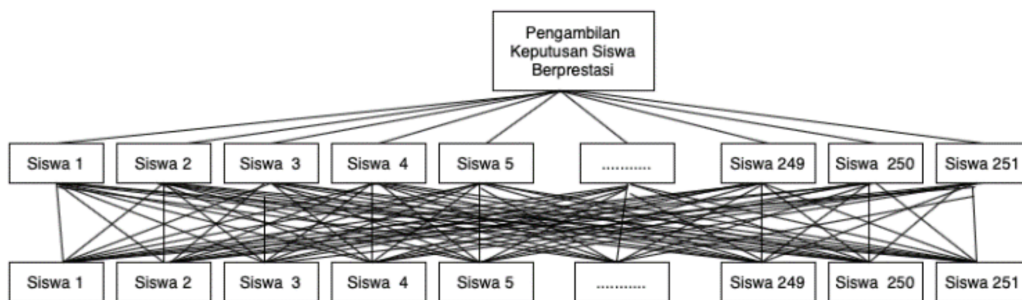 Pengambilan
Keputusan Siswa
Berprestasi
Siswa 1 Siswa 2 Siswa 3 Siswa 4 Siswa 5 ........... Siswa 249 Siswa 250 Siswa 251
Siswa 1 Siswa 2 Siswa 3 Siswa 4 Siswa 5 ........... Siswa 249 Siswa 250 Siswa 251